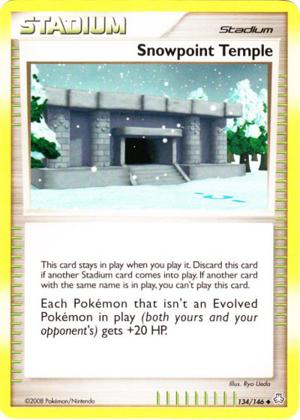 STADIUM
Stadium
Snowpoint Temple
This card stays in play when you play it. Discard this
card if another Stadium card comes into play. If another card
with the same name is in play, you can't play this card.
Each Pokémon that isn't an Evolved
Pokémon in play (both yours and your
opponent's) gets +20 HP.
Illus. Ryo Ueda
©2008 Pokémon/Nintendo
134/146